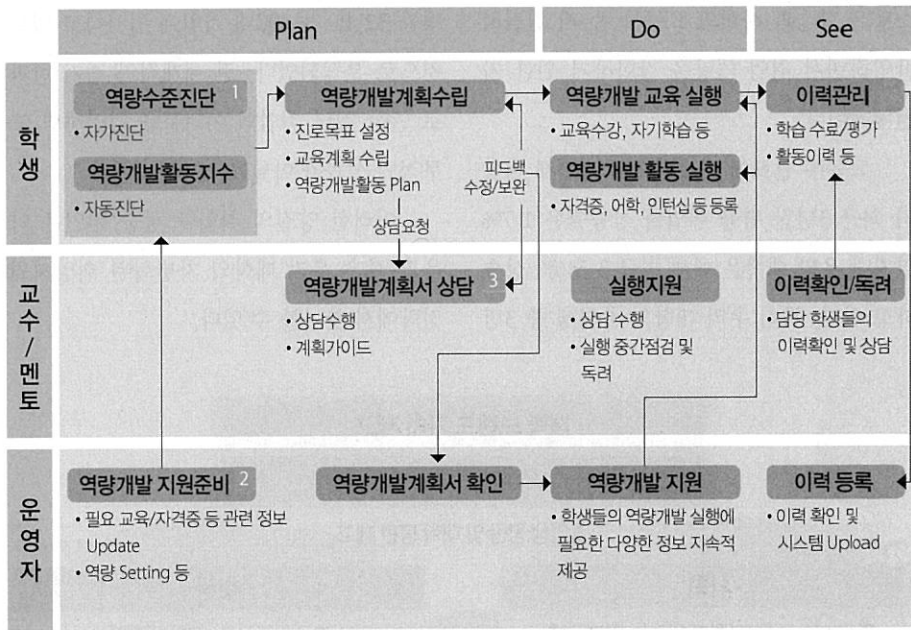 Plan
Do
See
학생
역량수준진단 1
• 자가진단
역량개발활동지수
• 자동진단
역량개발계획수립
• 진로목표 설정
• 교육계획 수립
• 역량개발활동 Plan
상담요청
피드백
수정/보완
역량개발 교육 실행
• 교육수강, 자기학습 등
역량개발 활동 실행
• 자격증, 어학, 인턴십 등 등록
이력관리
• 학습 수료/평가
• 활동이력 등
교수/멘토
역량개발계획서 상담 3
• 상담수행
• 계획가이드
실행지원
• 상담 수행
• 실행 중간점검 및
독려
이력확인/독려
• 담당 학생들의
이력확인 및 상담
운영자
역량개발 지원준비 2
• 필요 교육/자격증 등 관련 정보
Update
• 역량 Setting 등
역량개발계획서 확인
역량개발 지원
• 학생들의 역량개발 실행에
필요한 다양한 정보 지속적
제공
이력 등록
• 이력 확인 및
시스템 Upload